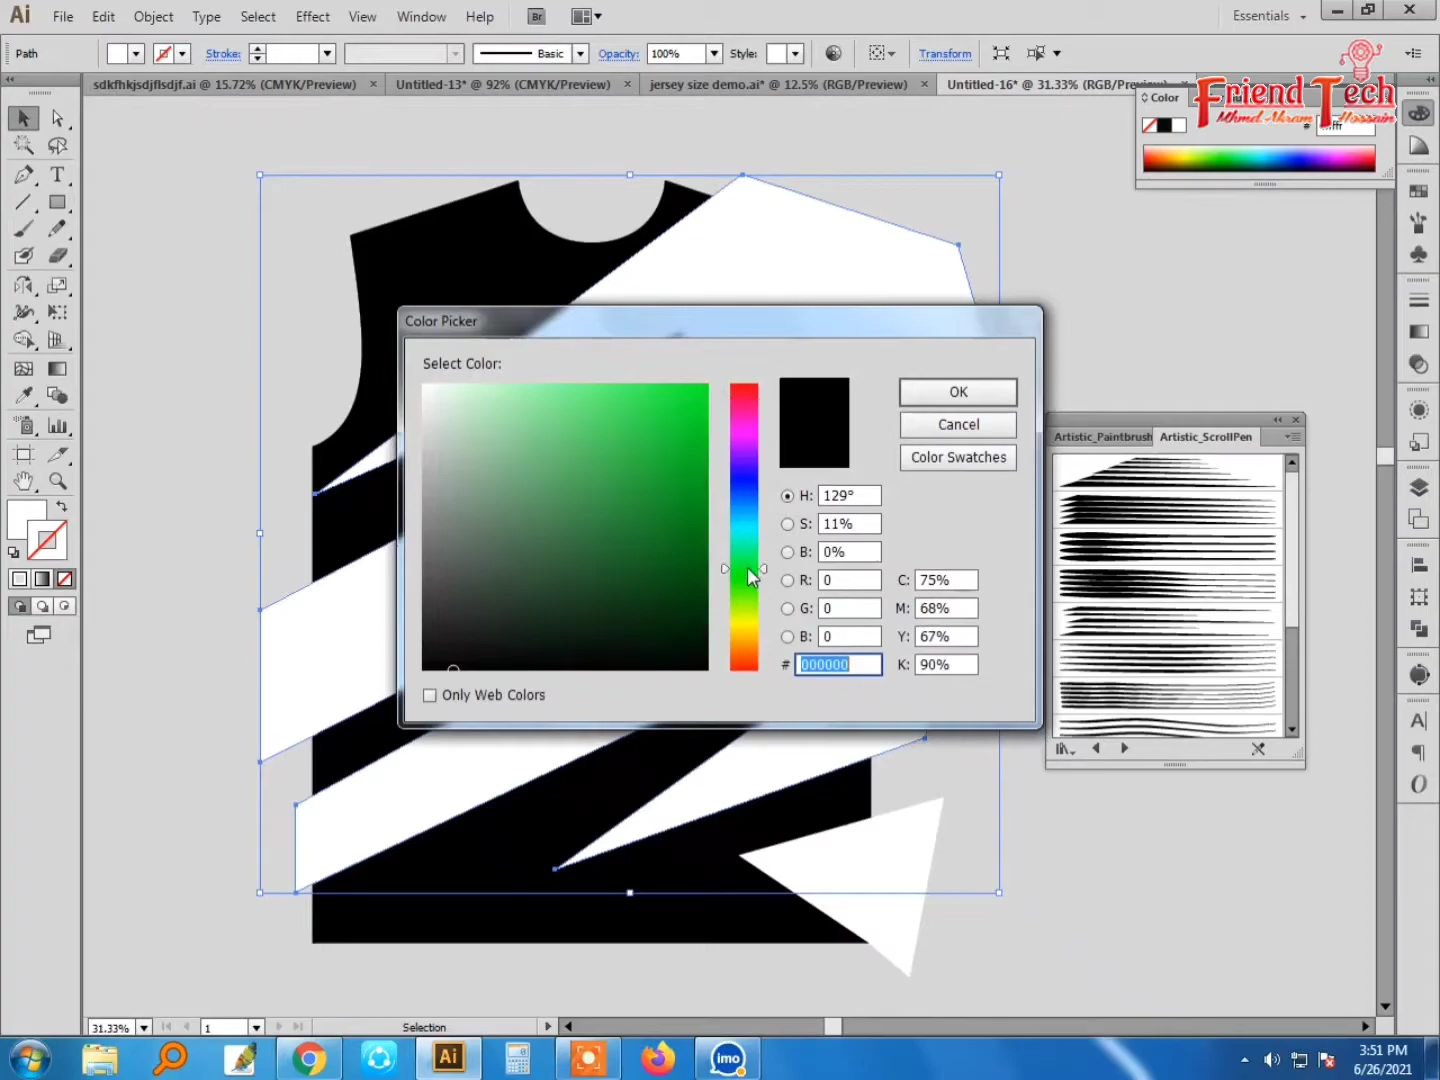 Ai File Edit Object Type Select Effect View Window Help Br Essentials
Path Stroke: Basic Opacity: 100% Style: Transform
sdkfhkjsdjflsdjf.ai @ 15.72% (CMYK/Preview) × Untitled-13* @ 92% (CMYK/Preview) × jersey size demo.ai* @ 12.5% (RGB/Preview) × Untitled-16* @ 31.33% (RGB/Preview)
Friend Tech
Mhmd. Akram Hossain
Color
#
Color Picker
Select Color:
OK
Cancel
Color Swatches
H: 129°
S: 11%
B: 0%
R: 0 C: 75%
G: 0 M: 68%
B: 0 Y: 67%
# 000000 K: 90%
Only Web Colors
Artistic_Paintbrush Artistic_ScrollPen
31.33% 1 Selection
Ai imo
3:51 PM
6/26/2021